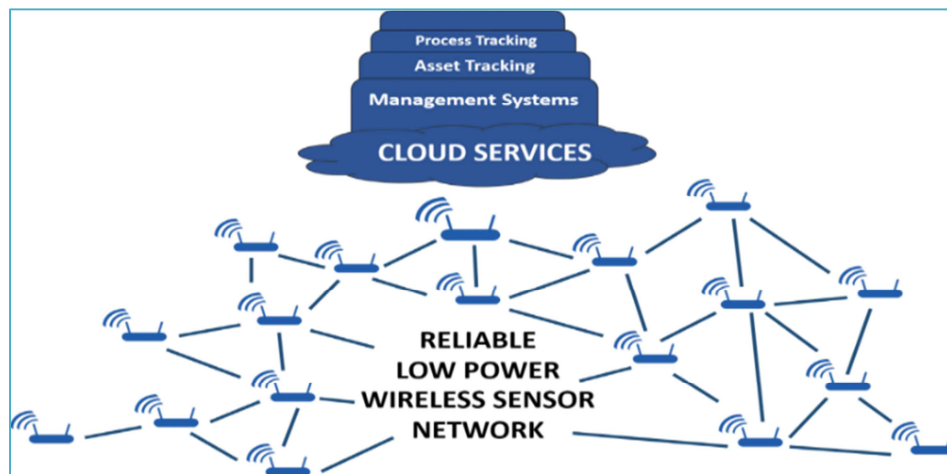 Process Tracking
Asset Tracking
Management Systems
CLOUD SERVICES
RELIABLE
LOW POWER
WIRELESS SENSOR
NETWORK